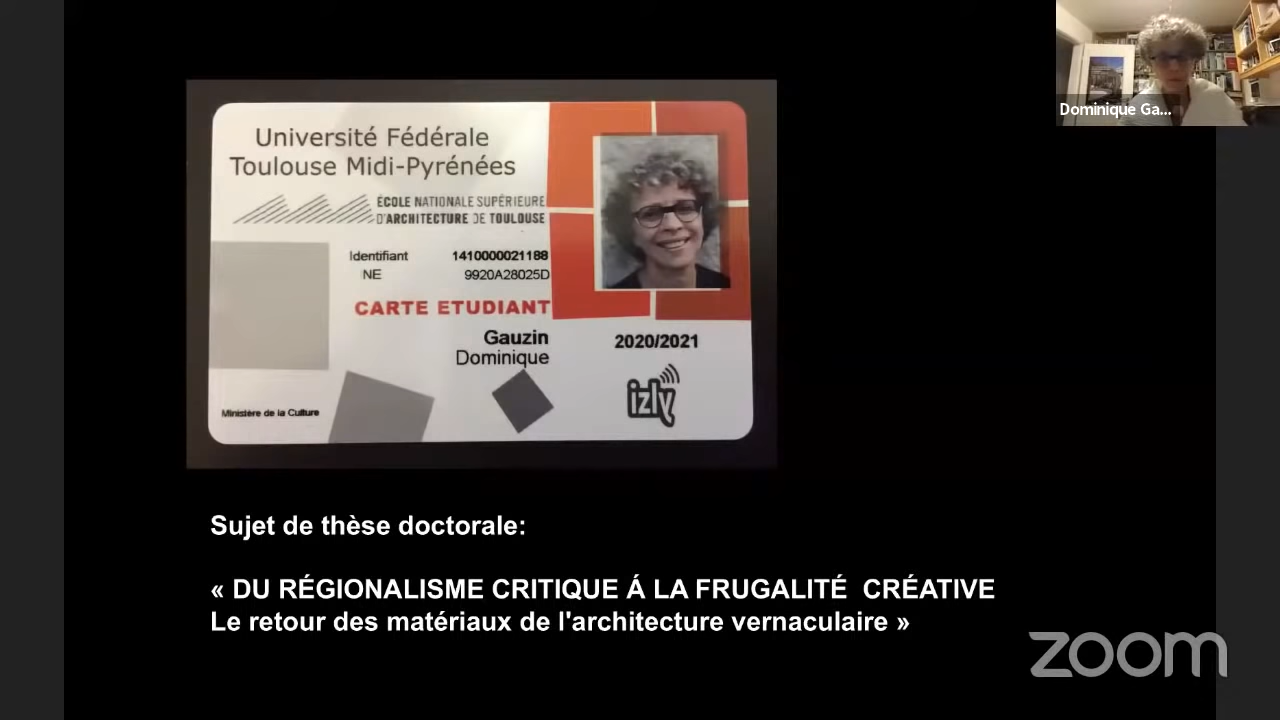 Université Fédérale
Toulouse Midi-Pyrénées
ÉCOLE NATIONALE SUPÉRIEURE
D'ARCHITECTURE DE TOULOUSE
Identifiant 1410000021188
NE 9920A28025D
CARTE ETUDIANT
Gauzin
Dominique
2020/2021
izly
Ministère de la Culture
Dominique Ga...
Sujet de thèse doctorale:
« DU RÉGIONALISME CRITIQUE Á LA FRUGALITÉ CRÉATIVE
Le retour des matériaux de l'architecture vernaculaire »
zoom